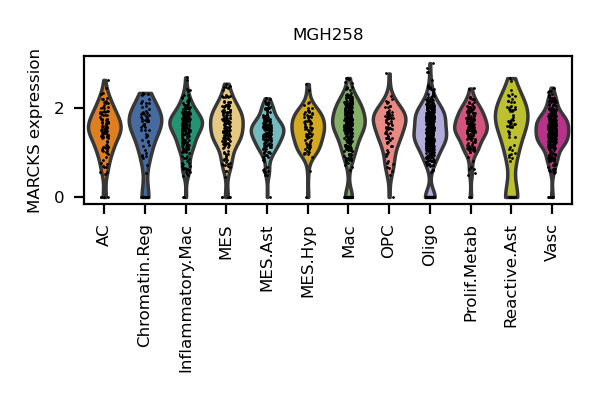 MGH258
MARCKS expression
2
0
AC
Chromatin.Reg
Inflammatory.Mac
MES
MES.Ast
MES.Hyp
Mac
OPC
Oligo
Prolif.Metab
Reactive.Ast
Vasc